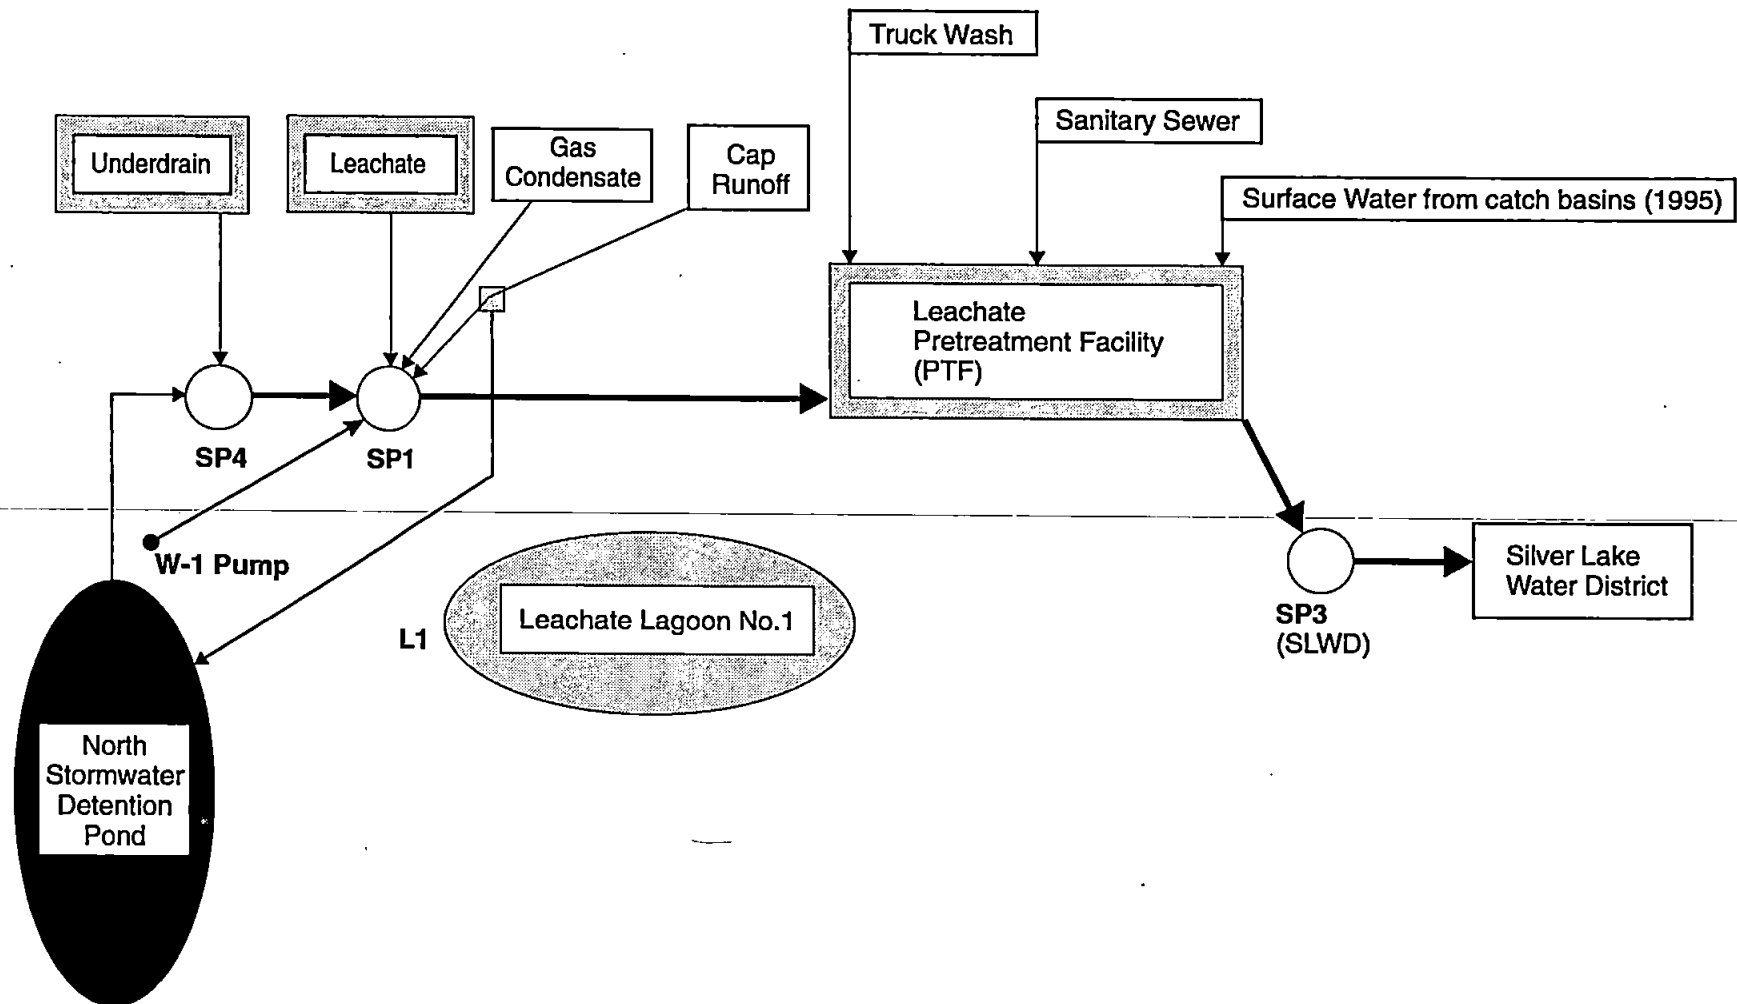 Truck Wash
Sanitary Sewer
Surface Water from catch basins (1995)
Underdrain
Leachate
Gas
Condensate
Cap
Runoff
Leachate
Pretreatment Facility
(PTF)
SP4
SP1
W-1 Pump
L1
Leachate Lagoon No.1
SP3
(SLWD)
Silver Lake
Water District
North
Stormwater
Detention
Pond